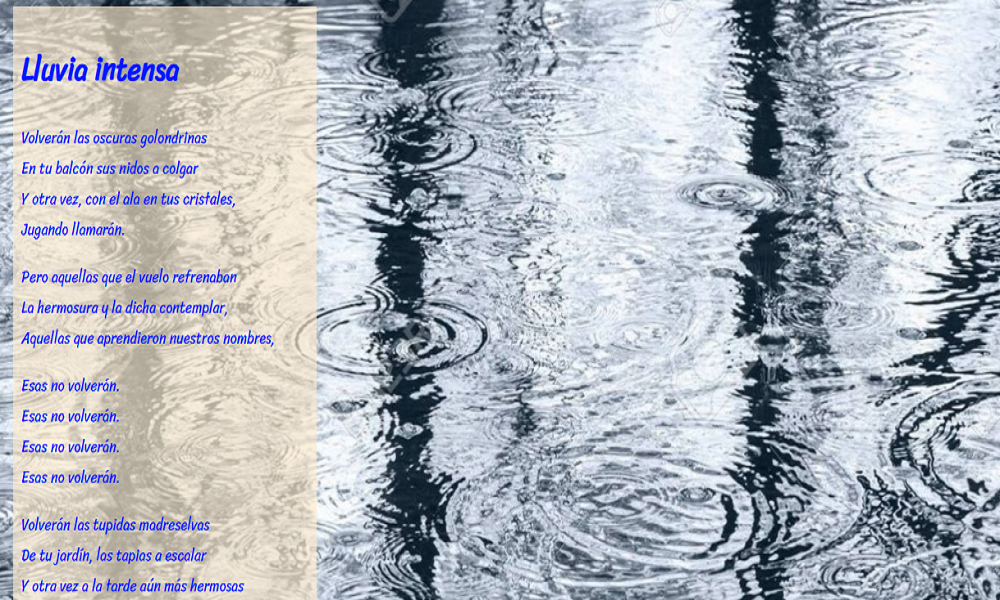 Lluvia intensa
Volverán las oscuras golondrinas
En tu balcón sus nidos a colgar
Y otra vez, con el ala en tus cristales,
Jugando llamarán.
Pero aquellas que el vuelo refrenaban
La hermosura y la dicha contemplar,
Aquellas que aprendieron nuestros nombres,
Esas no volverán.
Esas no volverán.
Esas no volverán.
Esas no volverán.
Volverán las tupidas madreselvas
De tu jardín, las tapias a escalar
Y otra vez a la tarde aún más hermosas